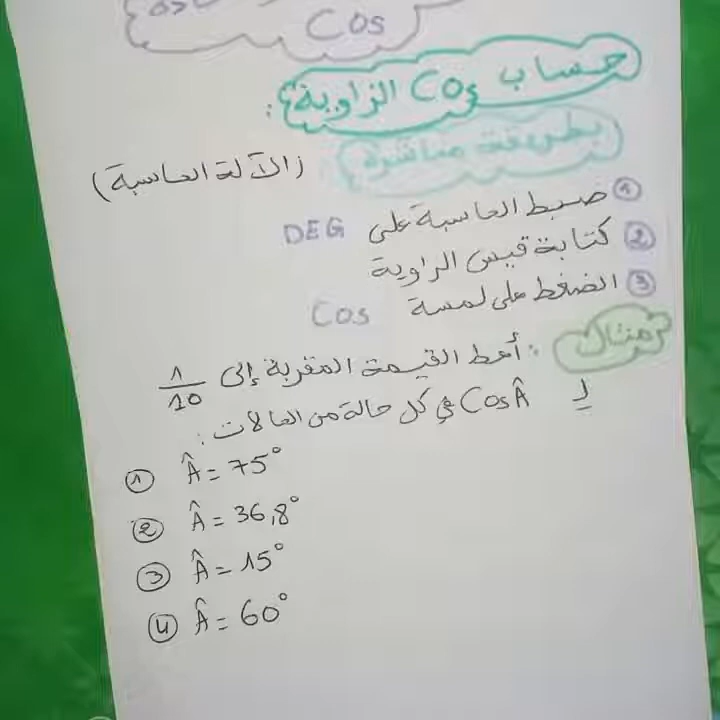 Cos
حساب Cos الزاوية :
بطريقة مباشرة
(الآلة الحاسبة)
① ضبط الحاسبة على DEG
② كتابة قيس الزاوية
③ الضغط على لمسة Cos
مثال : أعط القيمة المقربة إلى 1/10
لـ CosÂ في كل حالة من الحالات :
① Â = 75°
② Â = 36,8°
③ Â = 15°
④ Â = 60°